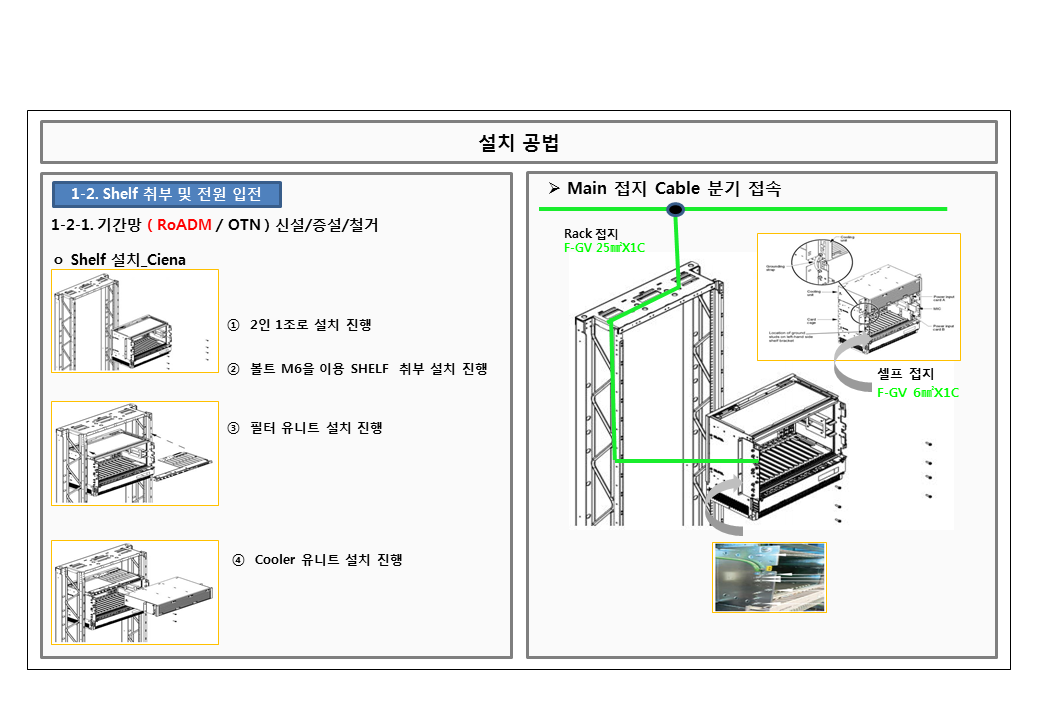 설치 공법
1-2. Shelf 취부 및 전원 입전
1-2-1. 기간망 ( RoADM / OTN ) 신설/증설/철거
o Shelf 설치_Ciena
① 2인 1조로 설치 진행
② 볼트 M6을 이용 SHELF 취부 설치 진행
③ 필터 유니트 설치 진행
④ Cooler 유니트 설치 진행
➢ Main 접지 Cable 분기 접속
Rack 접지
F-GV 25㎟X1C
Cooling
unit
Grounding
strap
Cooling
unit
Power input
card A
MIC
Card
cage
Power input
card B
Location of ground
studs on left-hand side
shelf bracket
셀프 접지
F-GV 6㎟X1C